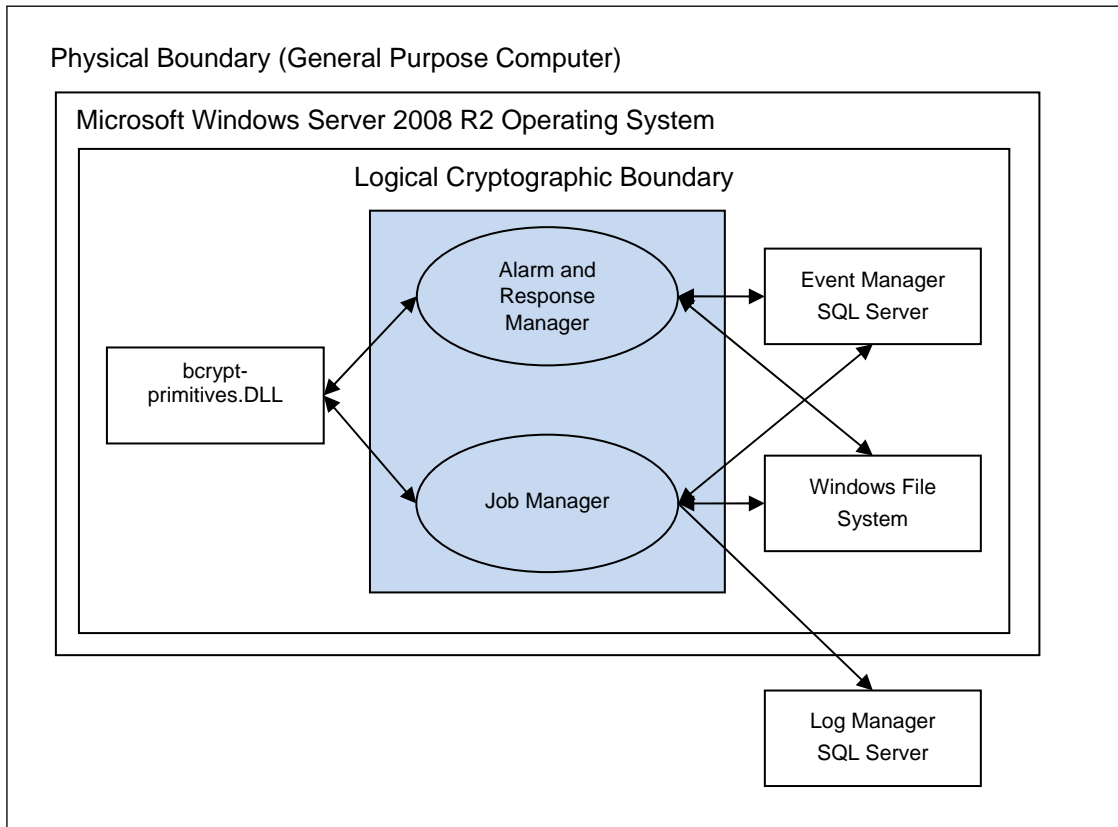 Physical Boundary (General Purpose Computer)
Microsoft Windows Server 2008 R2 Operating System
Logical Cryptographic Boundary
Alarm and
Response
Manager
Event Manager
SQL Server
bcrypt-
primitives.DLL
Job Manager
Windows File
System
Log Manager
SQL Server